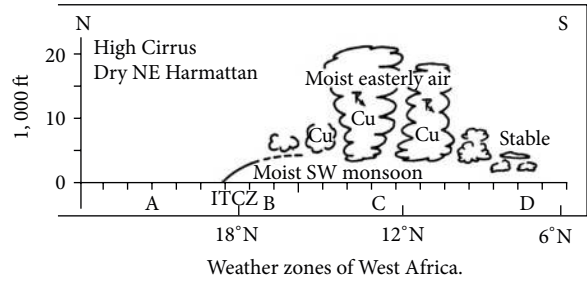 N S
High Cirrus
Dry NE Harmattan
1, 000 ft
20
10
0
Moist easterly air
Cu
Cu
Cu
Stable
Moist SW monsoon
A ITCZ B C D
18°N 12°N 6°N
Weather zones of West Africa.